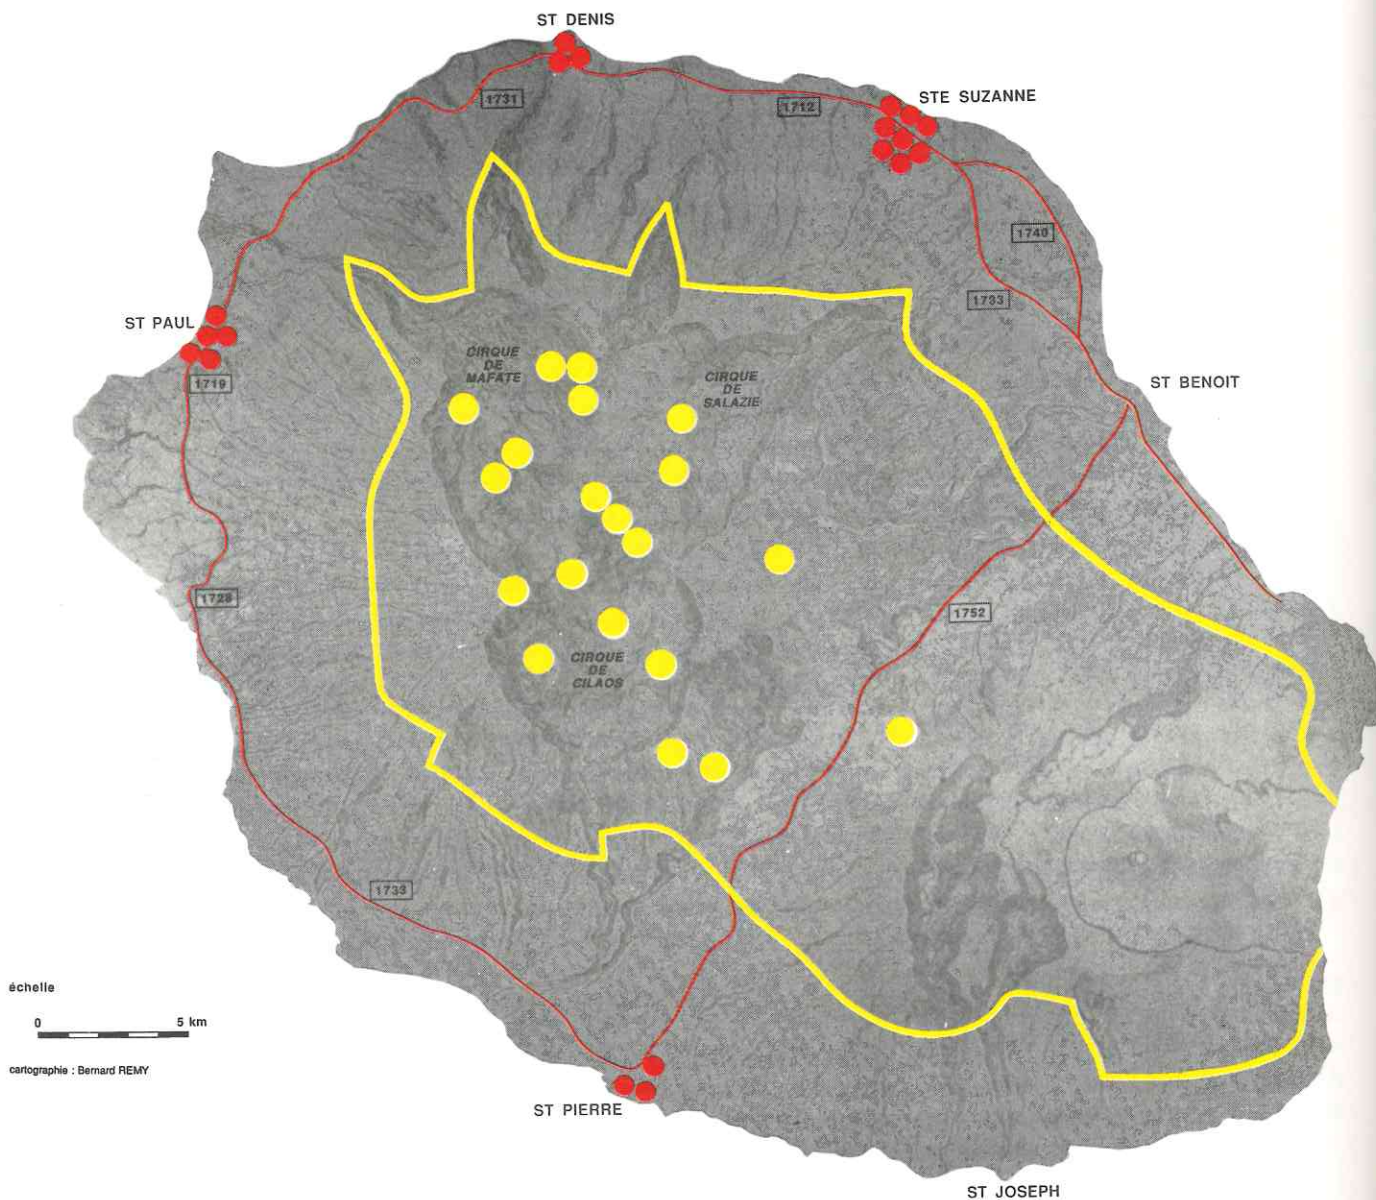 ST DENIS
1731
1712
STE SUZANNE
1740
1733
ST PAUL
1719
CIRQUE
DE
MAFATE
CIRQUE
DE
SALAZIE
ST BENOIT
1728
1752
CIRQUE
DE
CILAOS
1733
échelle
0 5 km
cartographie : Bernard REMY
ST PIERRE
ST JOSEPH